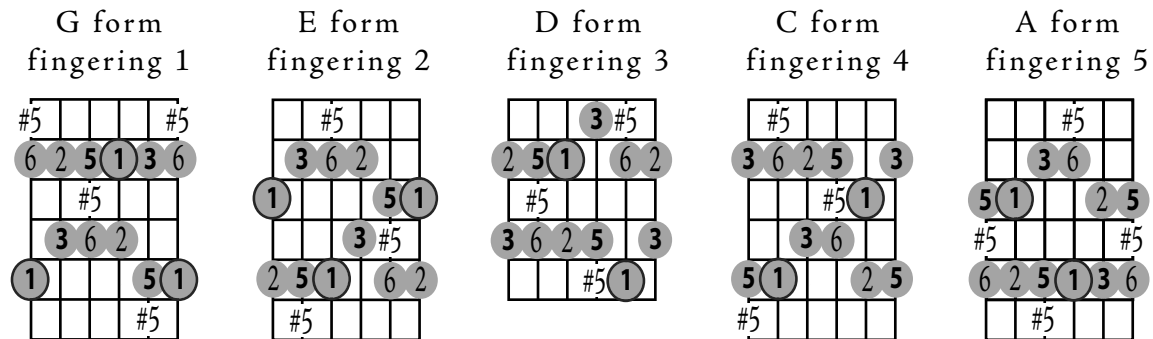 G form
fingering 1
#5 #5
6 2 5 1 3 6
#5
3 6 2
1 5 1
#5
E form
fingering 2
#5
3 6 2
1 5 1
3 #5
2 5 1 6 2
#5
D form
fingering 3
3 #5
2 5 1 6 2
#5
3 6 2 5 3
#5 1
C form
fingering 4
#5
3 6 2 5 3
#5 1
3 6
5 1 2 5
#5
A form
fingering 5
#5
3 6
5 1 2 5
#5 #5
6 2 5 1 3 6
#5